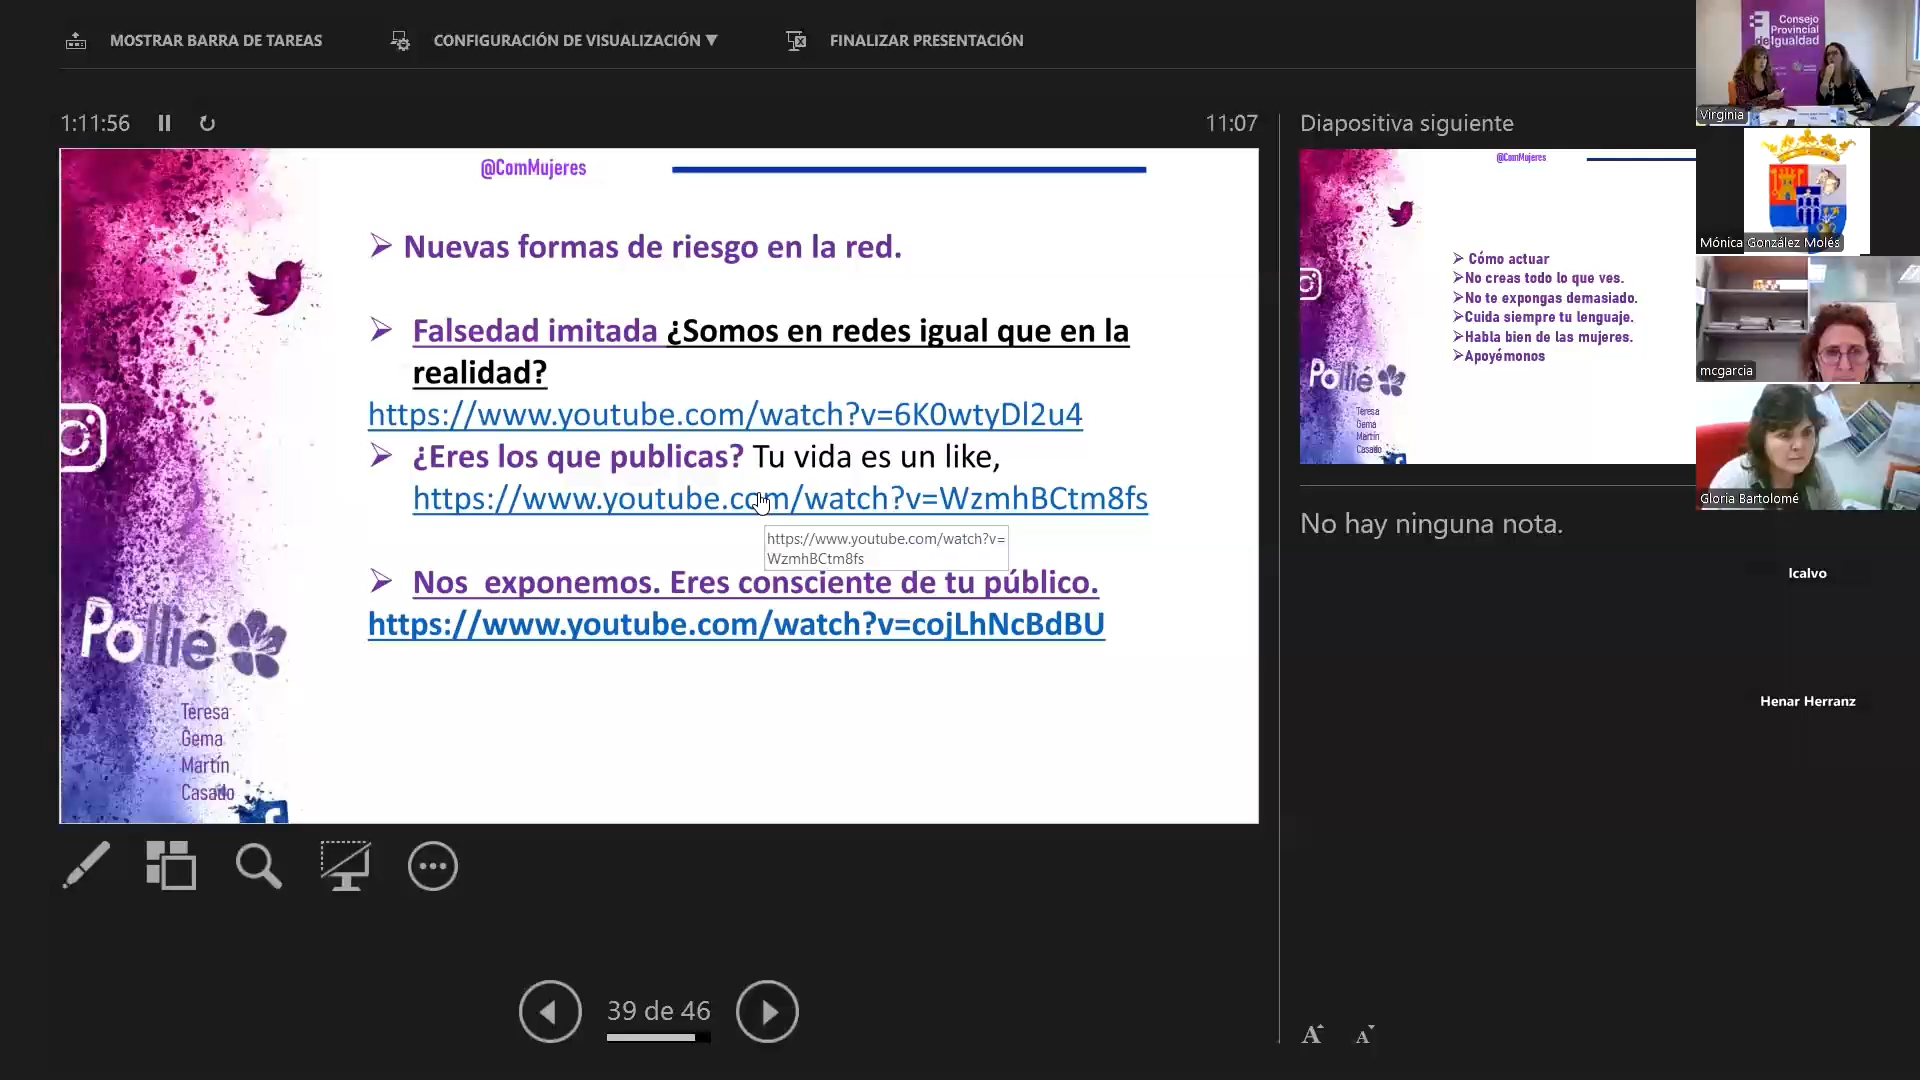 MOSTRAR BARRA DE TAREAS
CONFIGURACIÓN DE VISUALIZACIÓN ▼
FINALIZAR PRESENTACIÓN
1:11:56
11:07
@ComMujeres
➢ Nuevas formas de riesgo en la red.
➢ Falsedad imitada ¿Somos en redes igual que en la
realidad?
https://www.youtube.com/watch?v=6K0wtyDl2u4
➢ ¿Eres los que publicas? Tu vida es un like,
https://www.youtube.com/watch?v=WzmhBCtm8fs
https://www.youtube.com/watch?v=
WzmhBCtm8fs
➢ Nos exponemos. Eres consciente de tu público.
https://www.youtube.com/watch?v=cojLhNcBdBU
Pollié
Teresa
Gema
Martín
Casado
39 de 46
Diapositiva siguiente
@ComMujeres
➢ Cómo actuar
➢No creas todo lo que ves.
➢No te expongas demasiado.
➢Cuida siempre tu lenguaje.
➢Habla bien de las mujeres.
➢Apoyémonos
Pollié
Teresa
Gema
Martín
Casado
No hay ninguna nota.
A A
Consejo
Provincial
deIgualdad
Virginia
Mónica González Molés
mcgarcia
Gloria Bartolomé
lcalvo
Henar Herranz